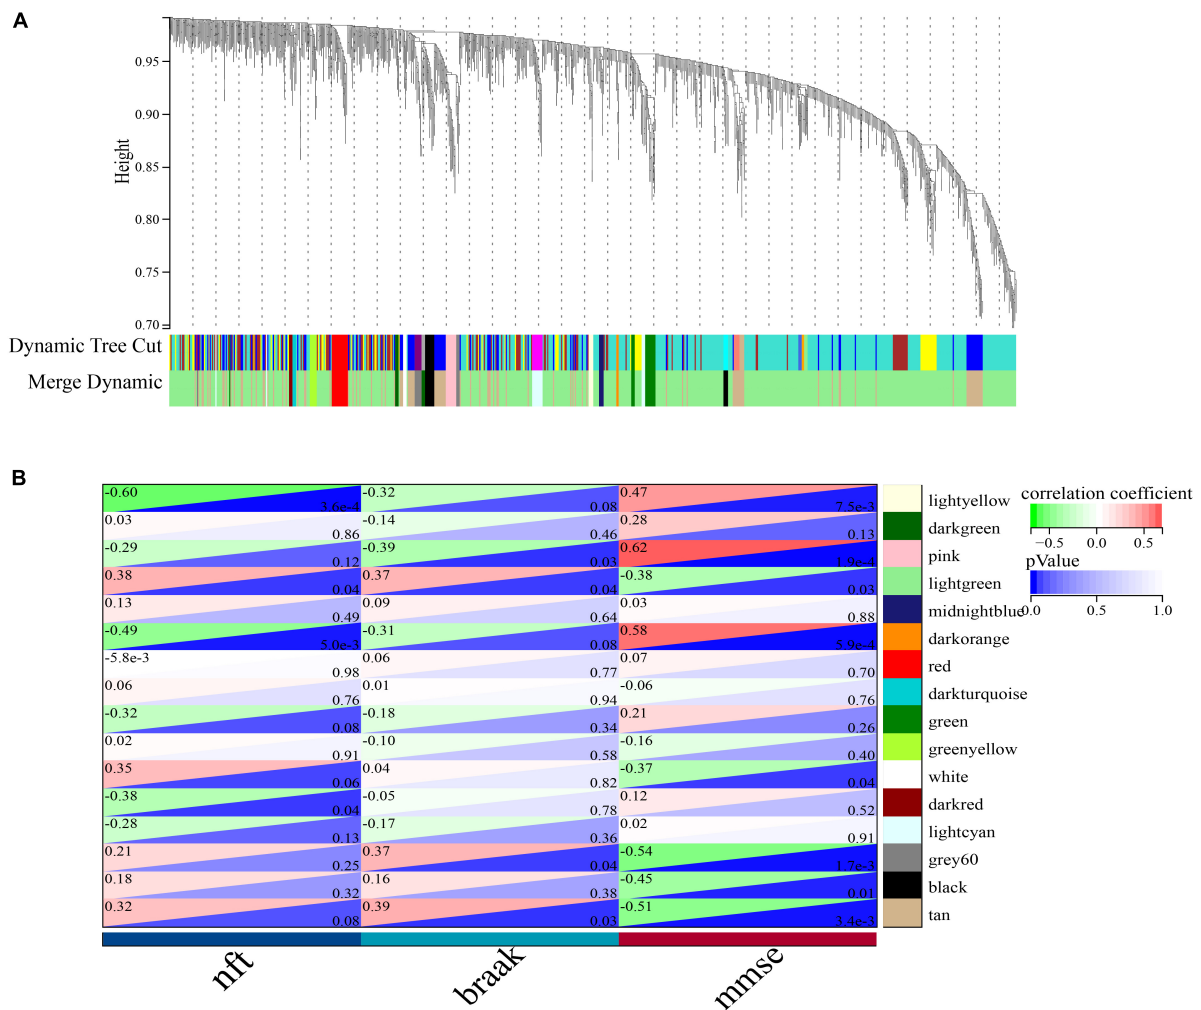 A
Height
0.95
0.90
0.85
0.80
0.75
0.70
Dynamic Tree Cut
Merge Dynamic
B
-0.60 3.6e-4 -0.32 0.08 0.47 7.5e-3 lightyellow
0.03 0.86 -0.14 0.46 0.28 0.13 darkgreen
-0.29 0.12 -0.39 0.03 0.62 1.9e-4 pink
0.38 0.04 0.37 0.04 -0.38 0.03 lightgreen
0.13 0.49 0.09 0.64 0.03 0.88 midnightblue
-0.49 5.0e-3 -0.31 0.08 0.58 5.9e-4 darkorange
-5.8e-3 0.98 0.06 0.77 0.07 0.70 red
0.06 0.76 0.01 0.94 -0.06 0.76 darkturquoise
-0.32 0.08 -0.18 0.34 0.21 0.26 green
0.02 0.91 -0.10 0.58 -0.16 0.40 greenyellow
0.35 0.06 0.04 0.82 -0.37 0.04 white
-0.38 0.04 -0.05 0.78 0.12 0.52 darkred
-0.28 0.13 -0.17 0.36 0.02 0.91 lightcyan
0.21 0.25 0.37 0.04 -0.54 1.7e-3 grey60
0.18 0.32 0.16 0.38 -0.45 0.01 black
0.32 0.08 0.39 0.03 -0.51 3.4e-3 tan
nft braak mmse
correlation coefficient
−0.5 0.0 0.5
pValue
0.0 0.5 1.0